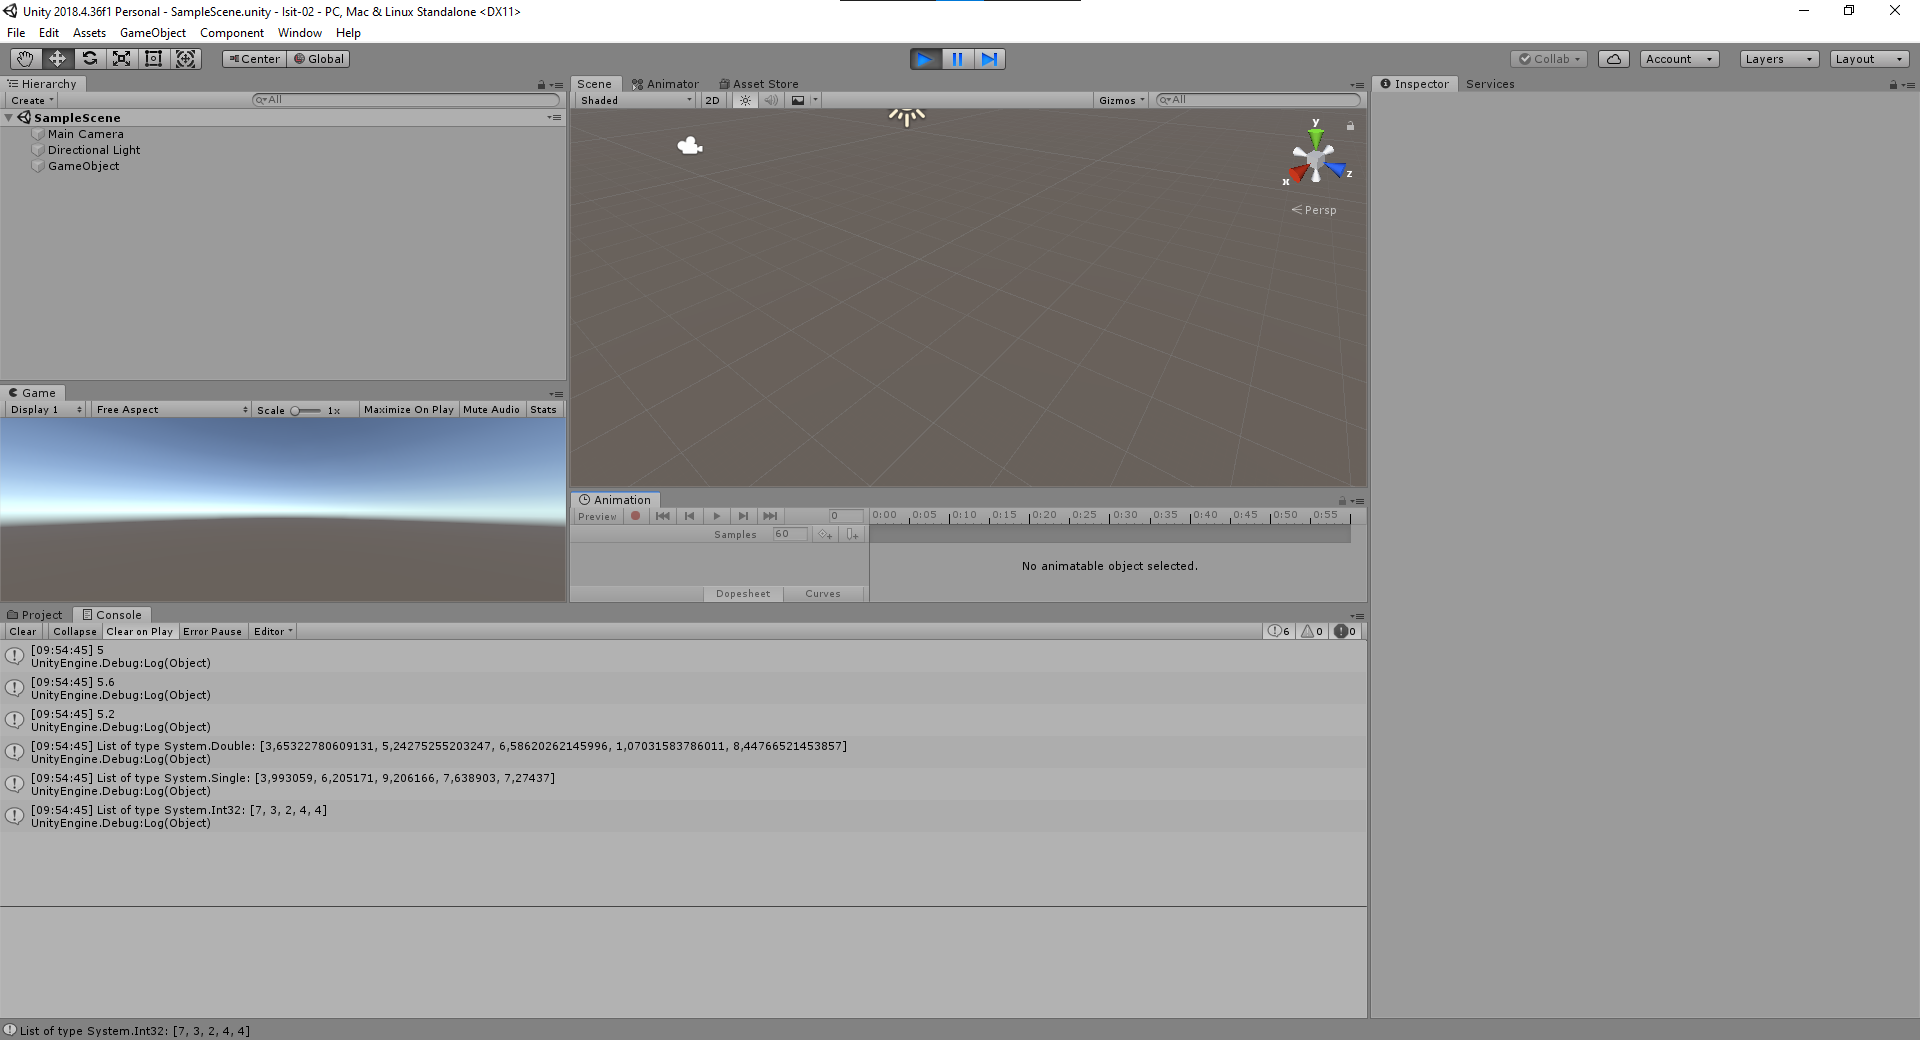 Unity 2018.4.36f1 Personal - SampleScene.unity - Isit-02 - PC, Mac & Linux Standalone <DX11>
File Edit Assets GameObject Component Window Help
Center Global Collab Account Layers Layout
Hierarchy
Create All
SampleScene
Main Camera
Directional Light
GameObject
Scene Animator Asset Store
Shaded 2D Gizmos All
y
x
z
Persp
Inspector Services
Game
Display 1 Free Aspect Scale 1x Maximize On Play Mute Audio Stats
Animation
Preview 0 0:00 0:05 0:10 0:15 0:20 0:25 0:30 0:35 0:40 0:45 0:50 0:55
Samples 60
No animatable object selected.
Dopesheet Curves
Project Console
Clear Collapse Clear on Play Error Pause Editor 6 0 0
[09:54:45] 5
UnityEngine.Debug:Log(Object)
[09:54:45] 5.6
UnityEngine.Debug:Log(Object)
[09:54:45] 5.2
UnityEngine.Debug:Log(Object)
[09:54:45] List of type System.Double: [3,65322780609131, 5,24275255203247, 6,58620262145996, 1,07031583786011, 8,44766521453857]
UnityEngine.Debug:Log(Object)
[09:54:45] List of type System.Single: [3,993059, 6,205171, 9,206166, 7,638903, 7,27437]
UnityEngine.Debug:Log(Object)
[09:54:45] List of type System.Int32: [7, 3, 2, 4, 4]
UnityEngine.Debug:Log(Object)
List of type System.Int32: [7, 3, 2, 4, 4]